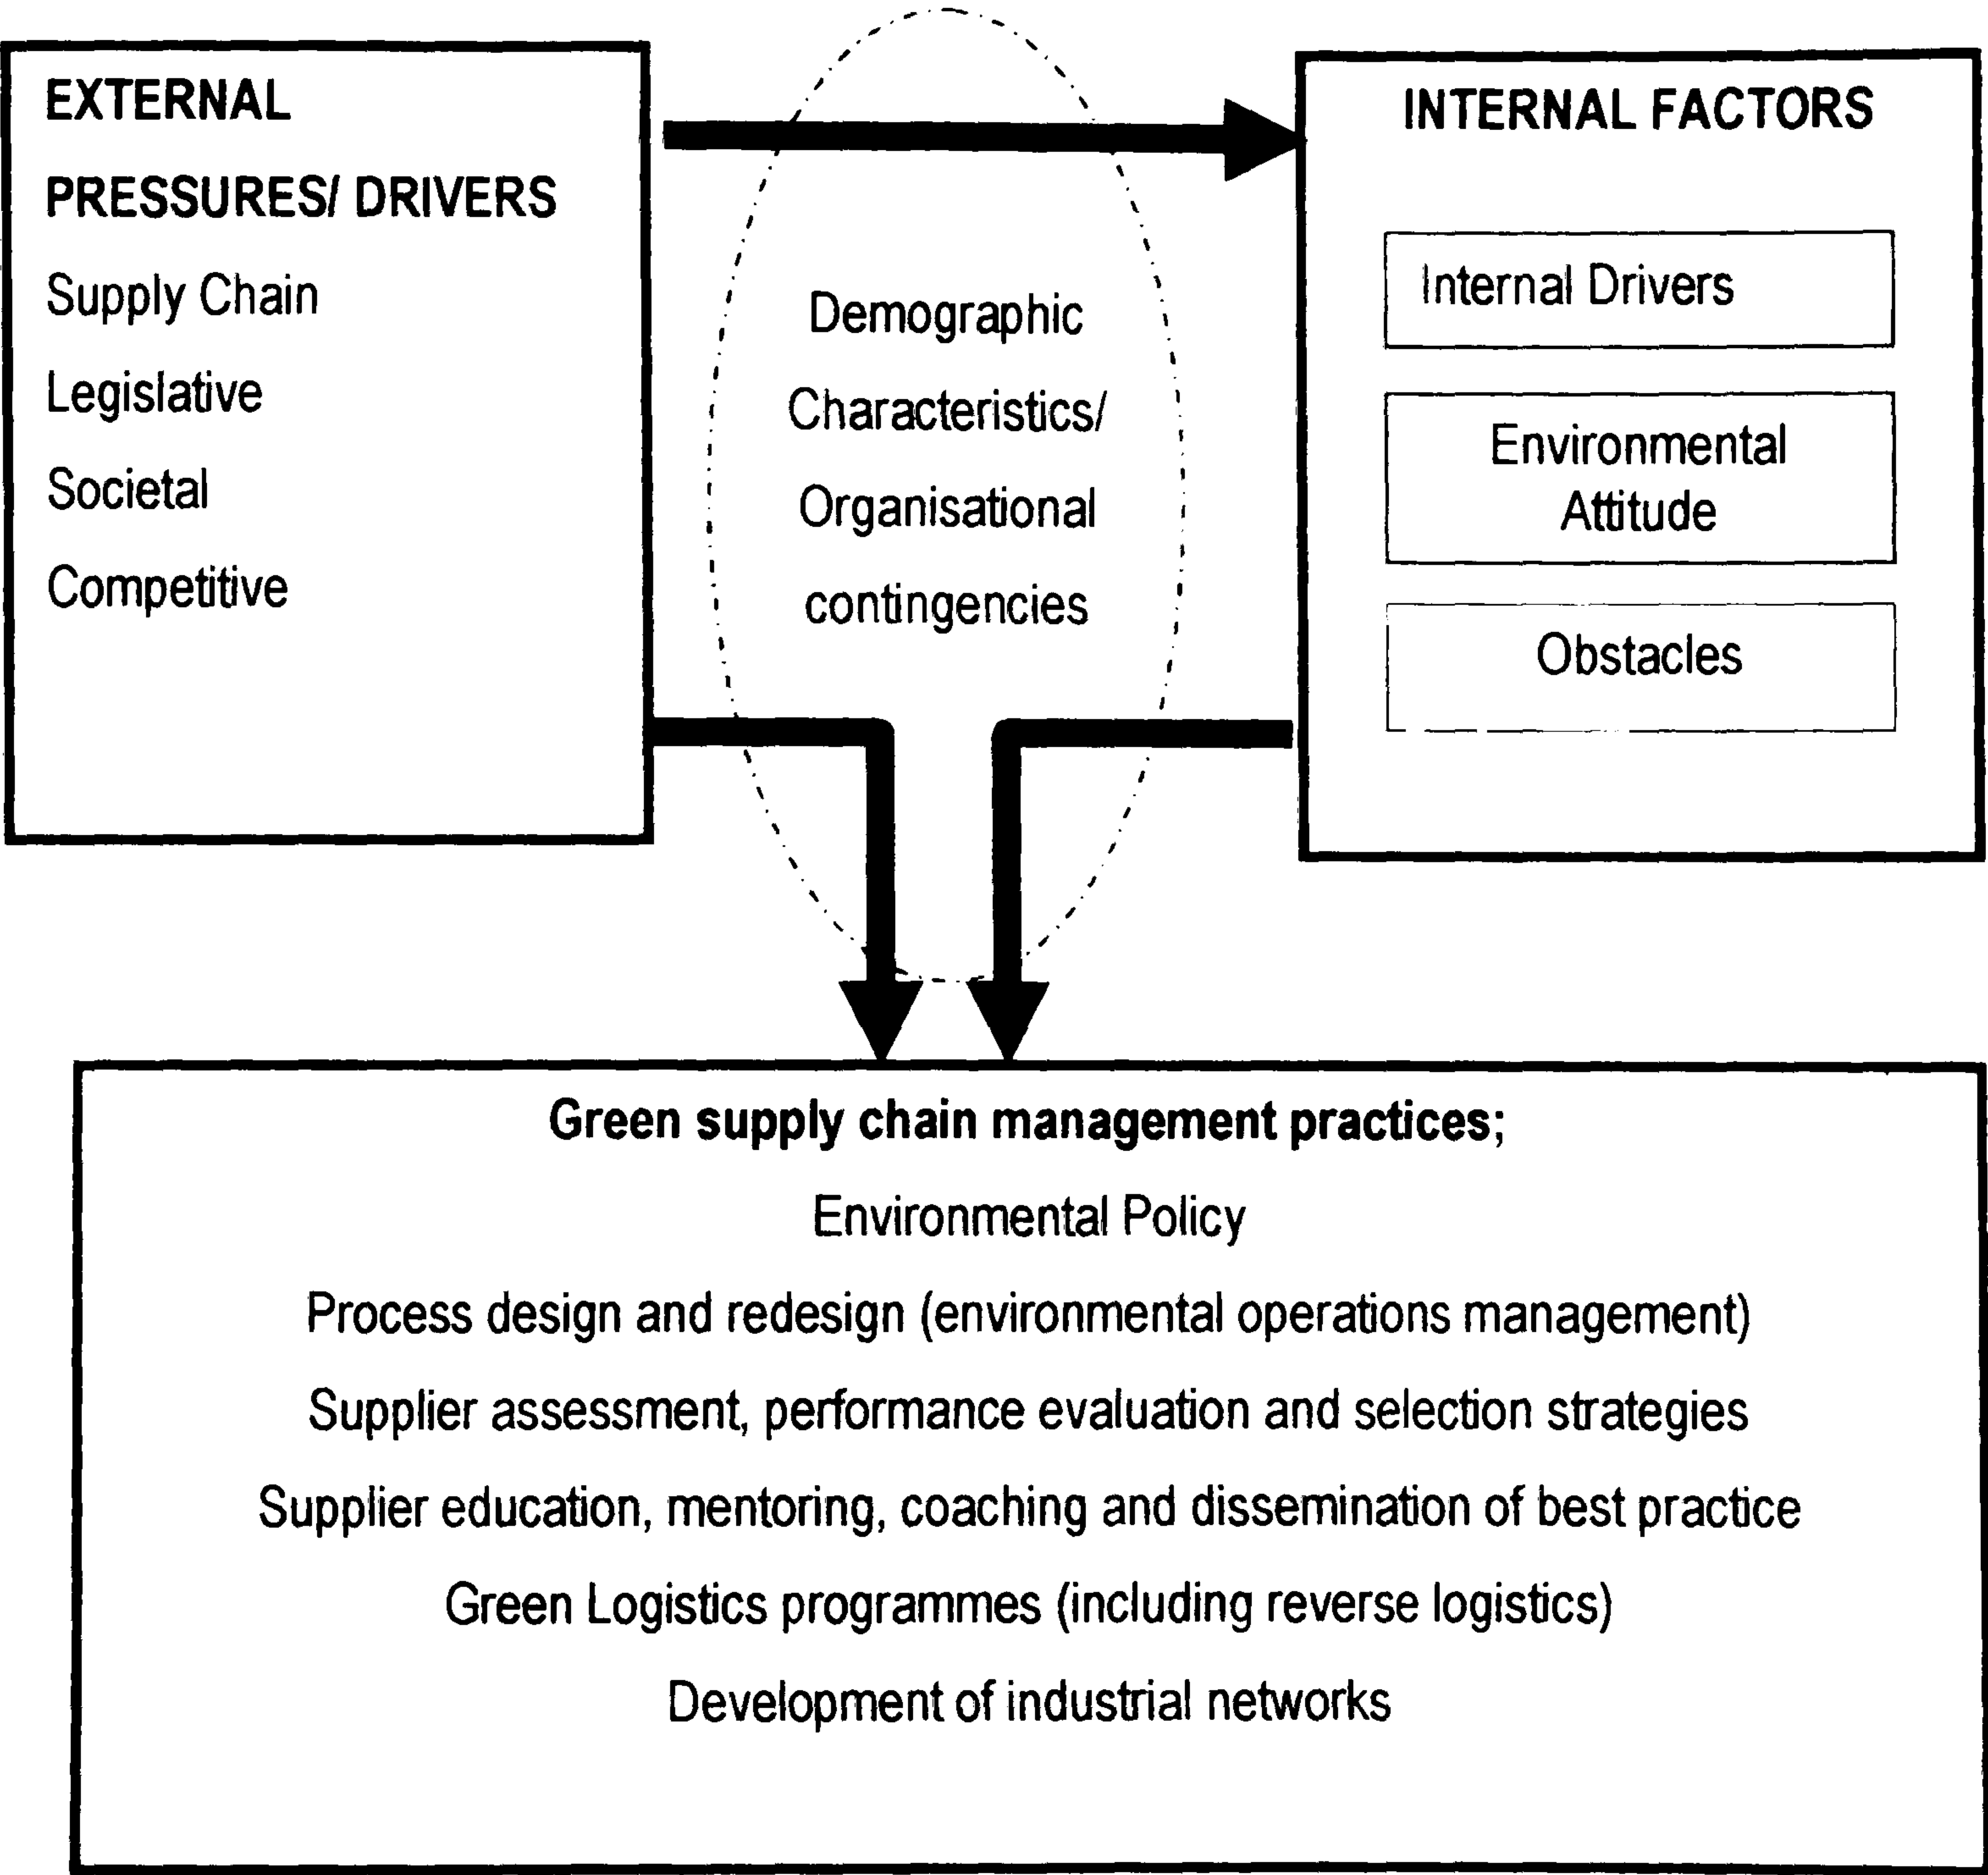 EXTERNAL
PRESSURES/ DRIVERS
Supply Chain
Legislative
Societal
Competitive
Demographic
Characteristics/
Organisational
contingencies
INTERNAL FACTORS
Internal Drivers
Environmental
Attitude
Obstacles
Green supply chain management practices;
Environmental Policy
Process design and redesign (environmental operations management)
Supplier assessment, performance evaluation and selection strategies
Supplier education, mentoring, coaching and dissemination of best practice
Green Logistics programmes (including reverse logistics)
Development of industrial networks